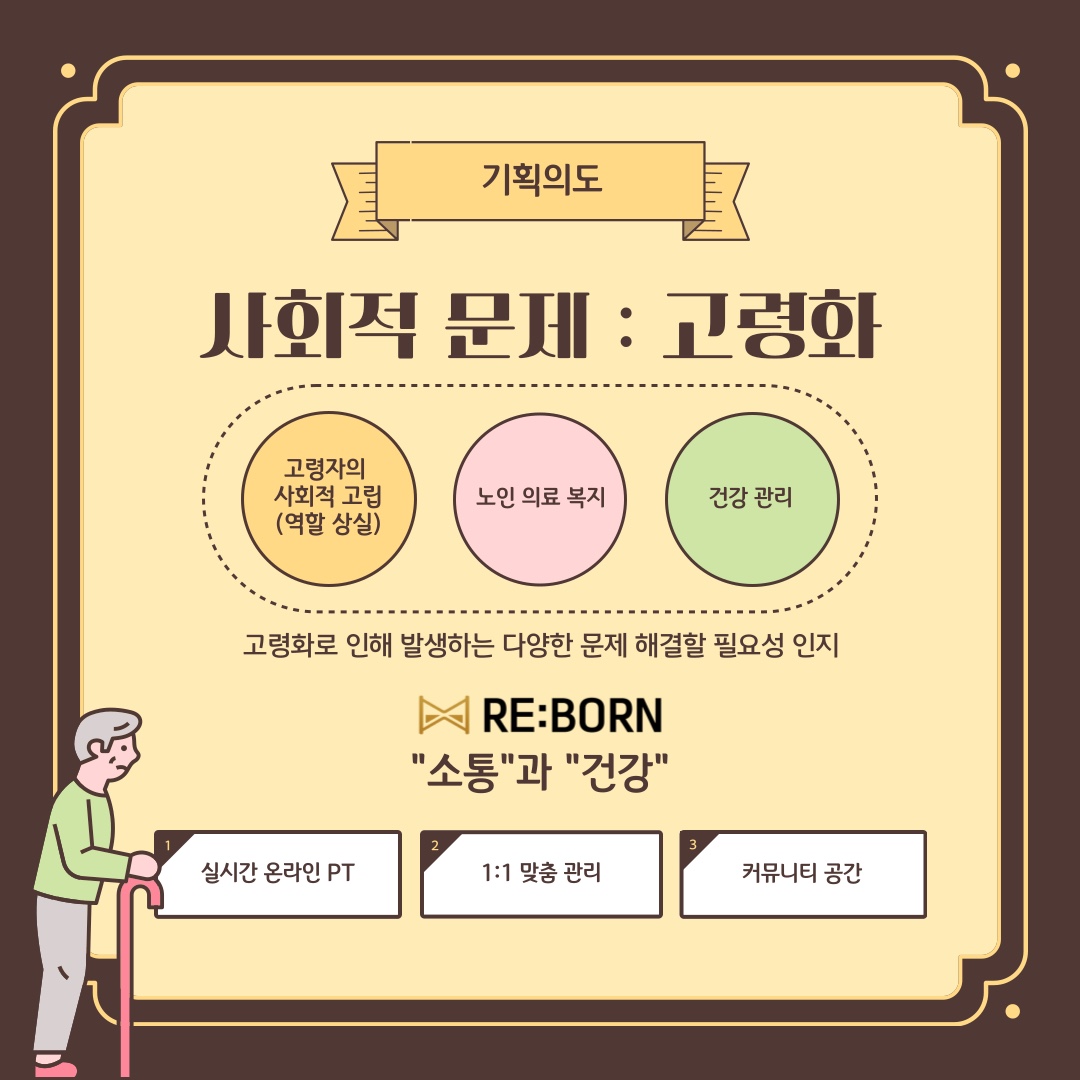 기획의도
사회적 문제 : 고령화
고령자의
사회적 고립
(역할 상실)
노인 의료 복지
건강 관리
고령화로 인해 발생하는 다양한 문제 해결할 필요성 인지
RE:BORN
"소통"과 "건강"
1
실시간 온라인 PT
2
1:1 맞춤 관리
3
커뮤니티 공간